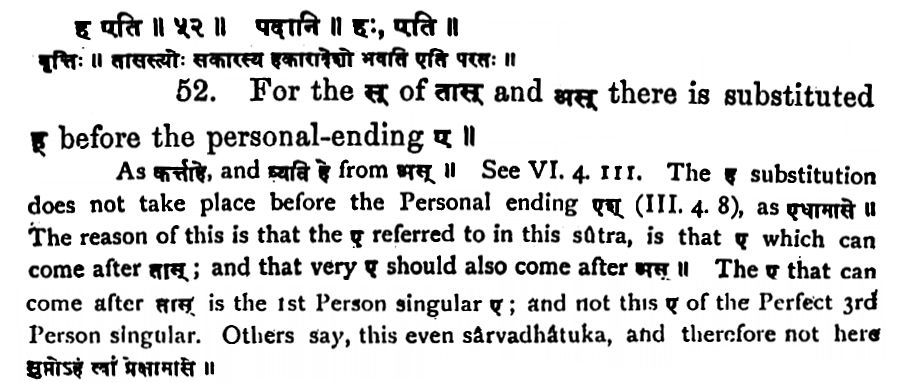 ह एति ॥ ५२ ॥ पदानि ॥ हः, एति ॥
वृत्तिः ॥ तासस्त्योः सकारस्य हकारादेशो भवति एति परतः ॥
52. For the स् of तास् and अस् there is substituted
ह् before the personal-ending ए ॥
As कर्त्ताहे, and व्यति हे from अस् ॥ See VI. 4. 111. The ह substitution
does not take place before the Personal ending एश् (III. 4. 8), as एधामासे ॥
The reason of this is that the ए referred to in this sûtra, is that ए which can
come after तास् ; and that very ए should also come after अस् ॥ The ए that can
come after तास् is the 1st Person singular ए ; and not this ए of the Perfect 3rd
Person singular. Others say, this even sârvadhâtuka, and therefore not here
सुप्तोऽहं त्वां प्रेक्षामासे ॥